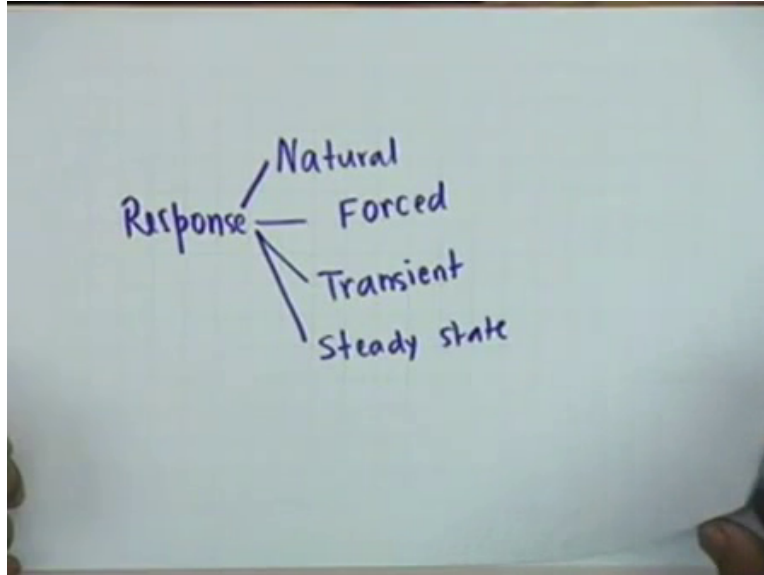 Natural
Response
Forced
Transient
Steady state